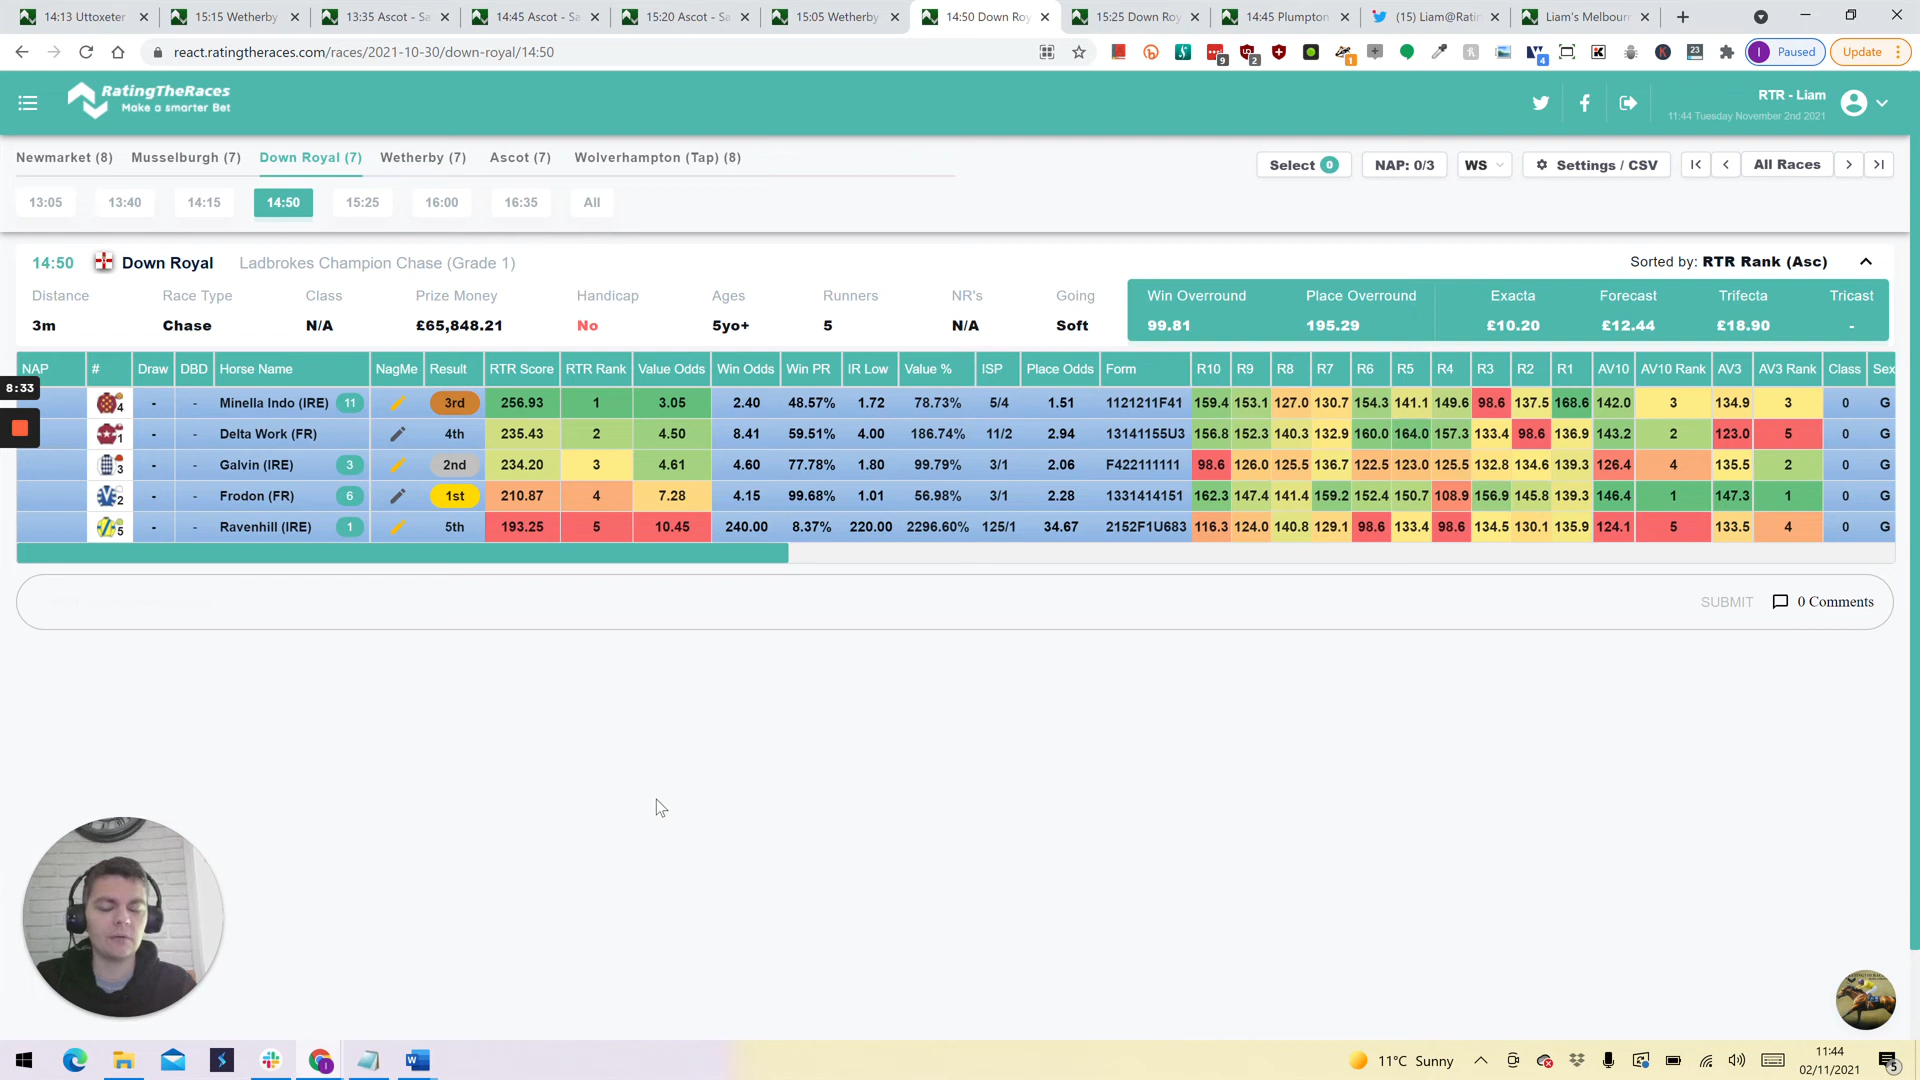 14:13 Uttoxeter 15:15 Wetherby 13:35 Ascot - Sa 14:45 Ascot - Sa 15:20 Ascot - Sa 15:05 Wetherby 14:50 Down Roy 15:25 Down Roy 14:45 Plumpton (15) Liam@Ratin Liam's Melbourn
react.ratingtheraces.com/races/2021-10-30/down-royal/14:50 9 2 1 4 23 I Paused Update
RatingTheRaces
Make a smarter Bet
RTR - Liam
11:44 Tuesday November 2nd 2021
Newmarket (8) Musselburgh (7) Down Royal (7) Wetherby (7) Ascot (7) Wolverhampton (Tap) (8)
Select 0 NAP: 0/3 WS Settings / CSV All Races
13:05 13:40 14:15 14:50 15:25 16:00 16:35 All
14:50 Down Royal Ladbrokes Champion Chase (Grade 1) Sorted by: RTR Rank (Asc)
Distance Race Type Class Prize Money Handicap Ages Runners NR's Going Win Overround Place Overround Exacta Forecast Trifecta Tricast
3m Chase N/A £65,848.21 No 5yo+ 5 N/A Soft 99.81 195.29 £10.20 £12.44 £18.90 -
NAP # Draw DBD Horse Name NagMe Result RTR Score RTR Rank Value Odds Win Odds Win PR IR Low Value % ISP Place Odds Form R10 R9 R8 R7 R6 R5 R4 R3 R2 R1 AV10 AV10 Rank AV3 AV3 Rank Class Sex
8:33
4 - - Minella Indo (IRE) 11 3rd 256.93 1 3.05 2.40 48.57% 1.72 78.73% 5/4 1.51 1121211F41 159.4 153.1 127.0 130.7 154.3 141.1 149.6 98.6 137.5 168.6 142.0 3 134.9 3 0 G
1 - - Delta Work (FR) 4th 235.43 2 4.50 8.41 59.51% 4.00 186.74% 11/2 2.94 13141155U3 156.8 152.3 140.3 132.9 160.0 164.0 157.3 133.4 98.6 136.9 143.2 2 123.0 5 0 G
3 - - Galvin (IRE) 3 2nd 234.20 3 4.61 4.60 77.78% 1.80 99.79% 3/1 2.06 F422111111 98.6 126.0 125.5 136.7 122.5 123.0 125.5 132.8 134.6 139.3 126.4 4 135.5 2 0 G
2 - - Frodon (FR) 6 1st 210.87 4 7.28 4.15 99.68% 1.01 56.98% 3/1 2.28 1331414151 162.3 147.4 141.4 159.2 152.4 150.7 108.9 156.9 145.8 139.3 146.4 1 147.3 1 0 G
5 - - Ravenhill (IRE) 1 5th 193.25 5 10.45 240.00 8.37% 220.00 2296.60% 125/1 34.67 2152F1U683 116.3 124.0 140.8 129.1 98.6 133.4 98.6 134.5 130.1 135.9 124.1 5 133.5 4 0 G
SUBMIT 0 Comments
11°C Sunny 11:44
02/11/2021 5